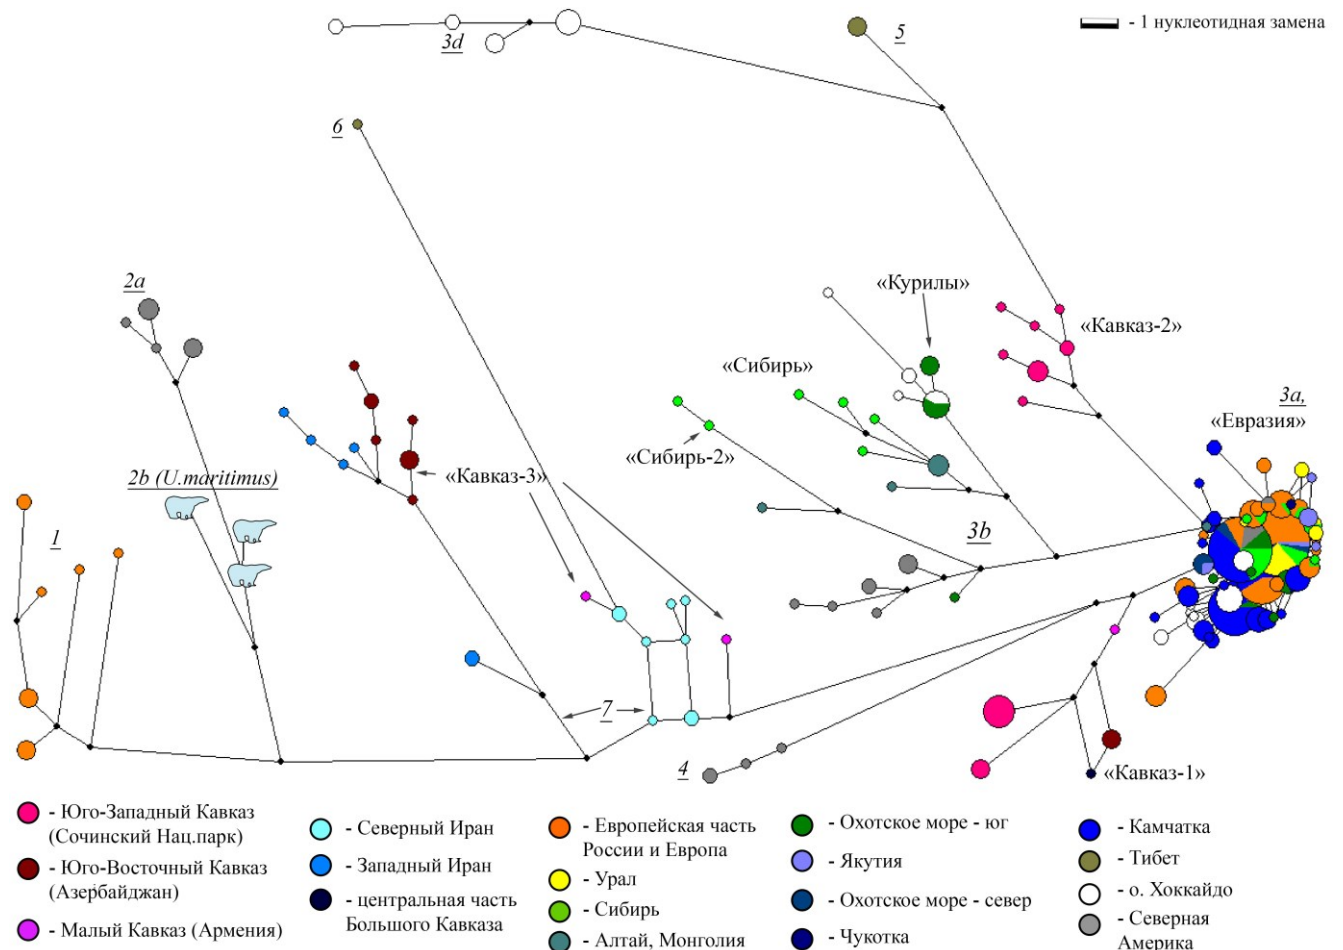 - 1 нуклеотидная замена
3d
5
6
2a
«Курилы»
«Кавказ-2»
«Сибирь»
3a,
«Евразия»
«Сибирь-2»
«Кавказ-3»
2b (U.maritimus)
1
3b
7
4
«Кавказ-1»
- Юго-Западный Кавказ
(Сочинский Нац.парк)
- Юго-Восточный Кавказ
(Азербайджан)
- Малый Кавказ (Армения)
- Северный Иран
- Западный Иран
- центральная часть
Большого Кавказа
- Европейская часть
России и Европа
- Урал
- Сибирь
- Алтай, Монголия
- Охотское море - юг
- Якутия
- Охотское море - север
- Чукотка
- Камчатка
- Тибет
- о. Хоккайдо
- Северная
Америка